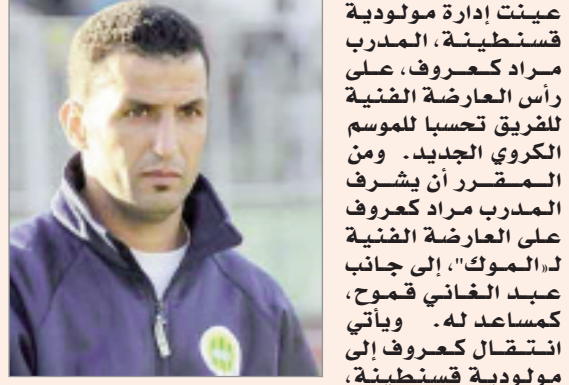 عينت إدارة مولودية
قسنطينة، المدرب
مراد كعروف، على
رأس العارضة الفنية
للفريق تحسبا للموسم
الكروي الجديد. ومن
المقرر أن يشرف
المدرب مراد كعروف
على العارضة الفنية
لـ«الموك"، إلى جانب
عبد الغاني قموح،
كمساعد له. ويأتي
انتقال كعروف إلى
مولودية قسنطينة،